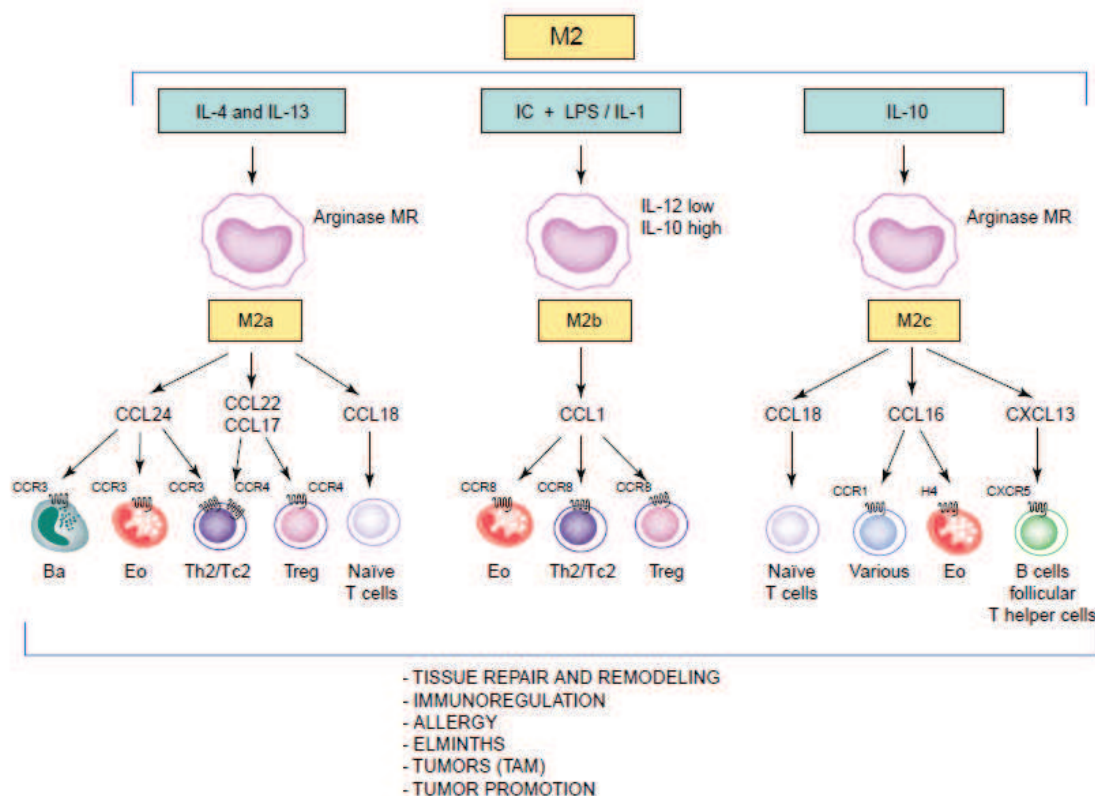 M2
IL-4 and IL-13
IC + LPS / IL-1
IL-10
Arginase MR
IL-12 low
IL-10 high
Arginase MR
M2a
M2b
M2c
CCL24
CCL22
CCL17
CCL18
CCL1
CCL18
CCL16
CXCL13
CCR3
CCR3
CCR3
CCR4
CCR4
CCR8
CCR8
CCR8
CCR1
H4
CXCR5
Ba
Eo
Th2/Tc2
Treg
Naïve
T cells
Eo
Th2/Tc2
Treg
Naïve
T cells
Various
Eo
B cells
follicular
T helper cells
- TISSUE REPAIR AND REMODELING
- IMMUNOREGULATION
- ALLERGY
- ELMINTHS
- TUMORS (TAM)
- TUMOR PROMOTION